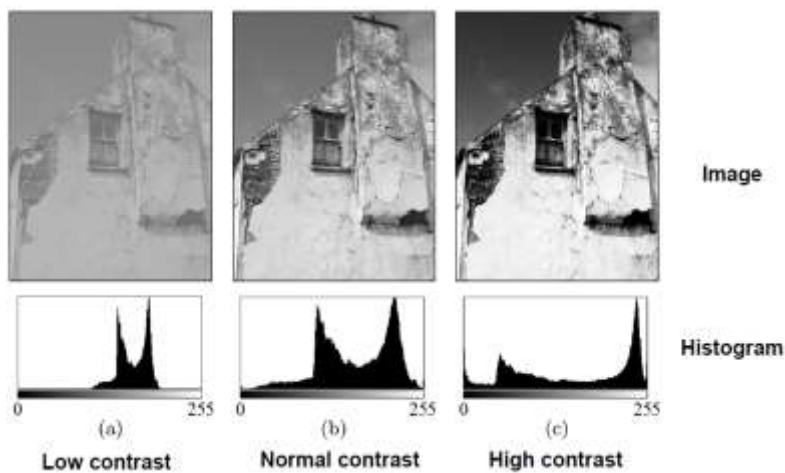 Image
Histogram
0 255 0 255 0 255
(a) (b) (c)
Low contrast Normal contrast High contrast